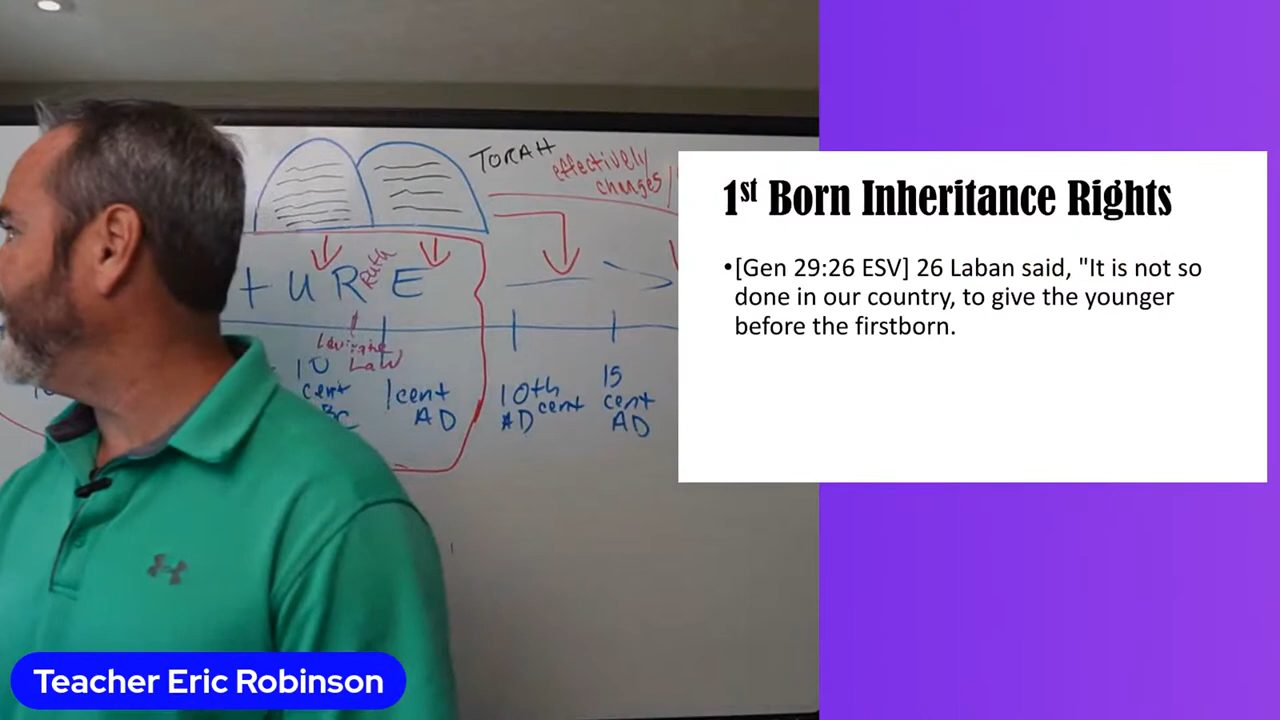 TORAH
effectively
changes/
+ U R E
Ruth
Levirate
Law
10
cent
BC
1 cent
AD
10th
cent
AD
15
cent
AD
1st Born Inheritance Rights
•[Gen 29:26 ESV] 26 Laban said, "It is not so
done in our country, to give the younger
before the firstborn.
Teacher Eric Robinson